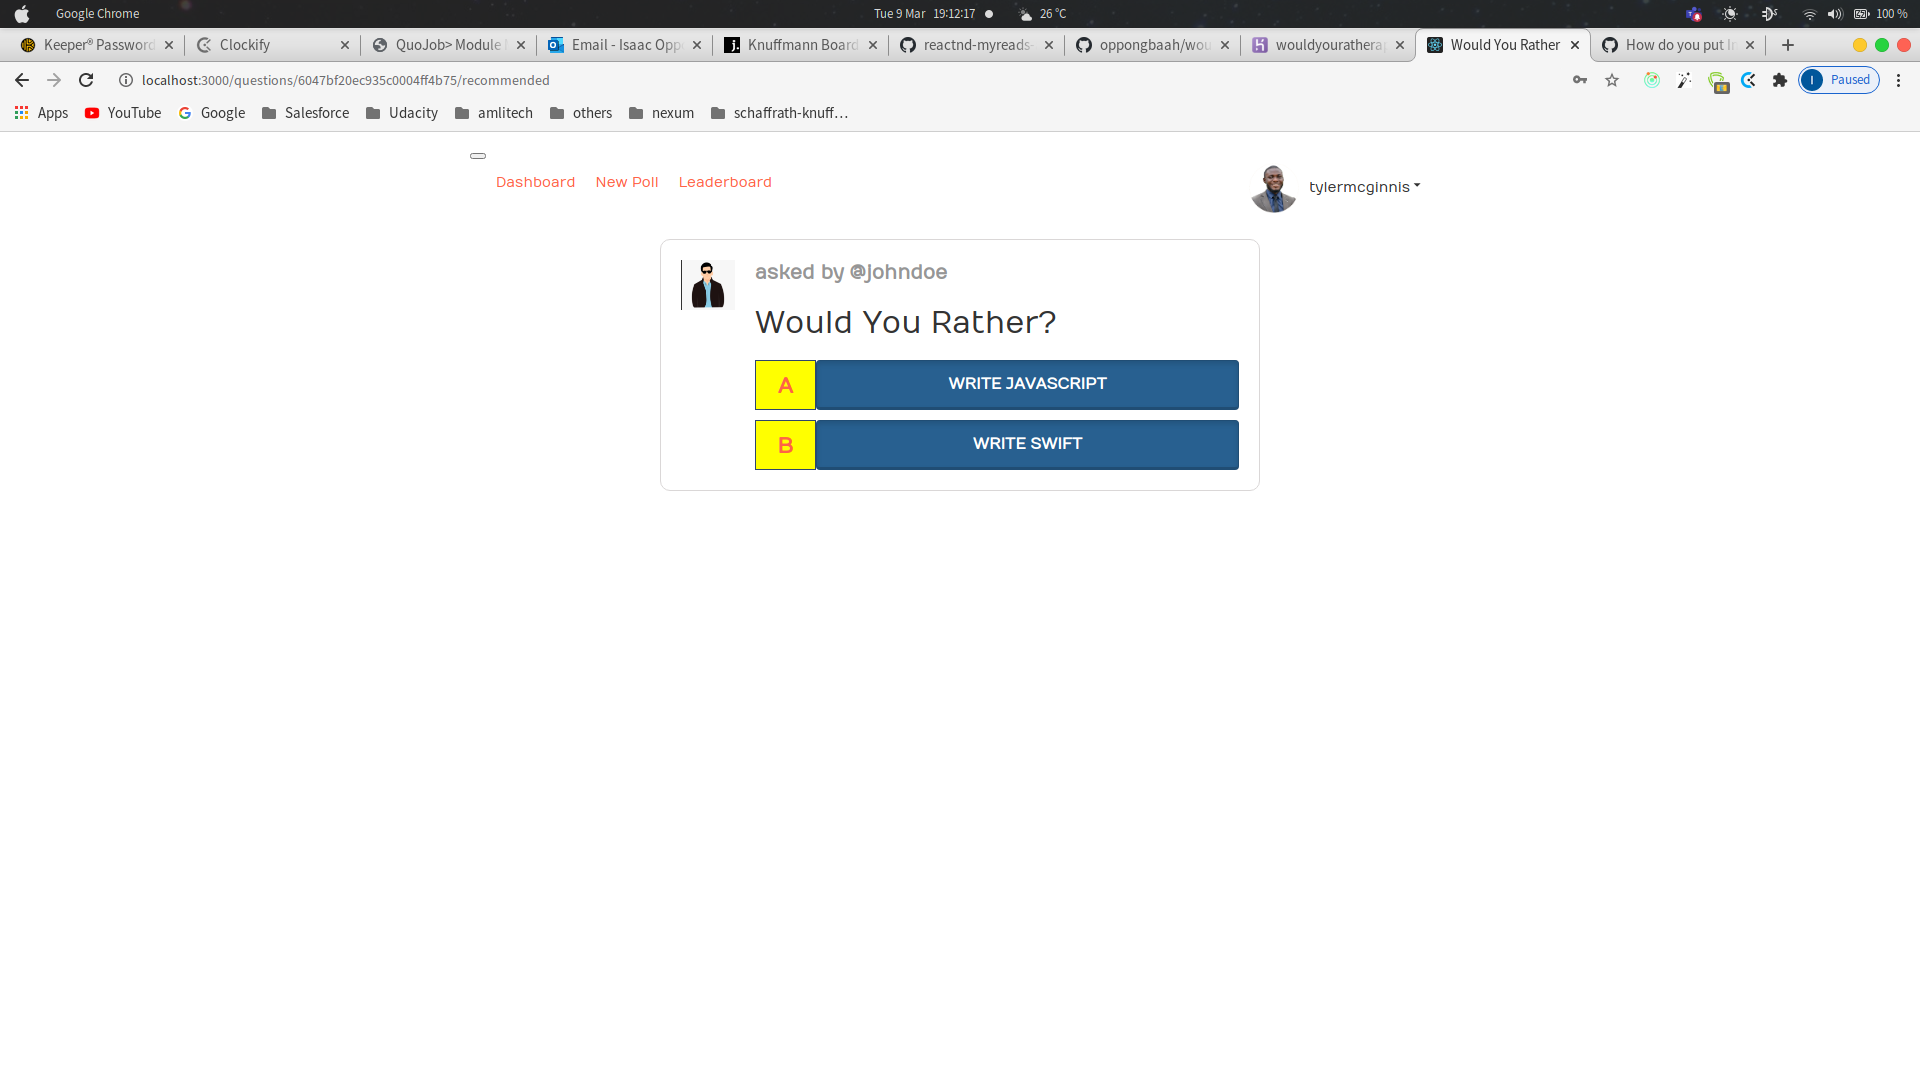 Google Chrome
Tue 9 Mar 19:12:17
26 °C
100 %
Keeper® Password
Clockify
QuoJob> Module
Email - Isaac Opp
Knuffmann Board
reactnd-myreads-
oppongbaah/wou
wouldyouratherap
Would You Rather
How do you put
localhost:3000/questions/6047bf20ec935c0004ff4b75/recommended
I
Paused
Apps
YouTube
Google
Salesforce
Udacity
amlitech
others
nexum
schaffrath-knuff...
Dashboard
New Poll
Leaderboard
tylermcginnis
asked by @johndoe
Would You Rather?
A
WRITE JAVASCRIPT
B
WRITE SWIFT